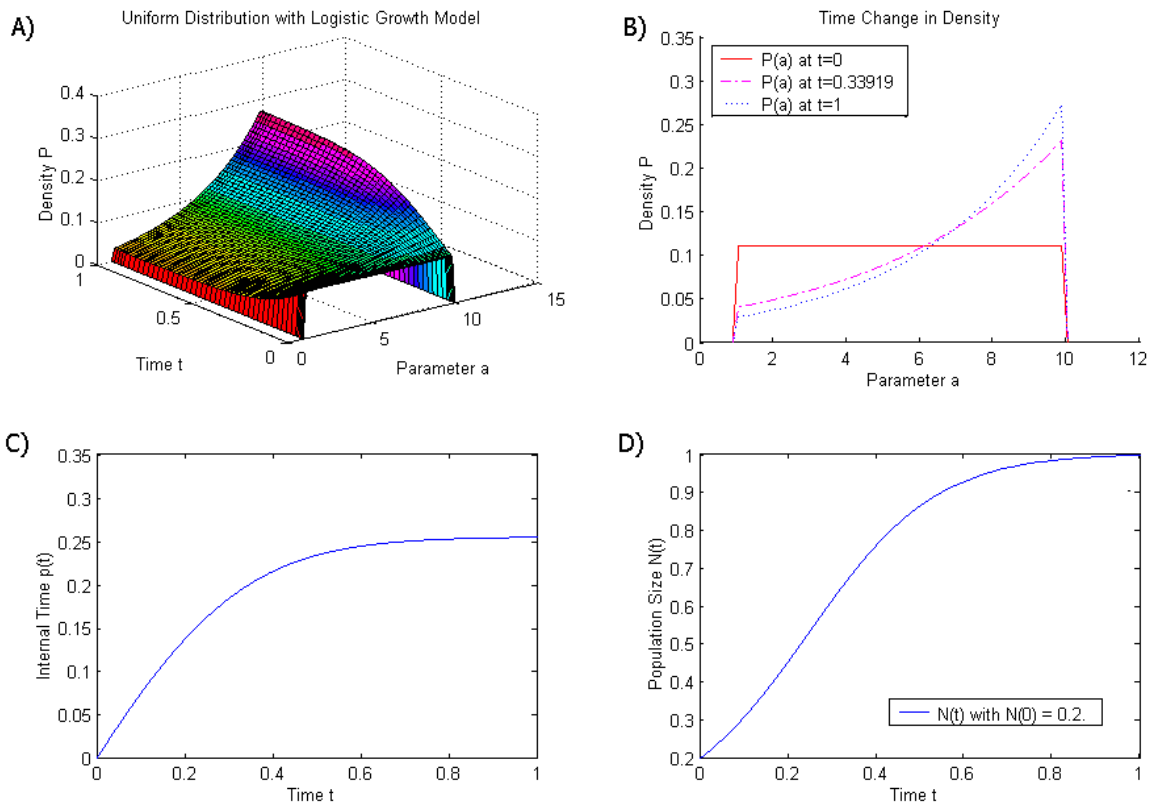 A)
Uniform Distribution with Logistic Growth Model
0.4
0.3
0.2
0.1
0
Density P
1
0.5
0
Time t
0
5
10
15
Parameter a
B)
Time Change in Density
0.35
0.3
0.25
0.2
0.15
0.1
0.05
0
Density P
P(a) at t=0
P(a) at t=0.33919
P(a) at t=1
0 2 4 6 8 10 12
Parameter a
C)
0.35
0.3
0.25
0.2
0.15
0.1
0.05
0
Internal Time p(t)
0 0.2 0.4 0.6 0.8 1
Time t
D)
1
0.9
0.8
0.7
0.6
0.5
0.4
0.3
0.2
Population Size N(t)
N(t) with N(0) = 0.2.
0 0.2 0.4 0.6 0.8 1
Time t